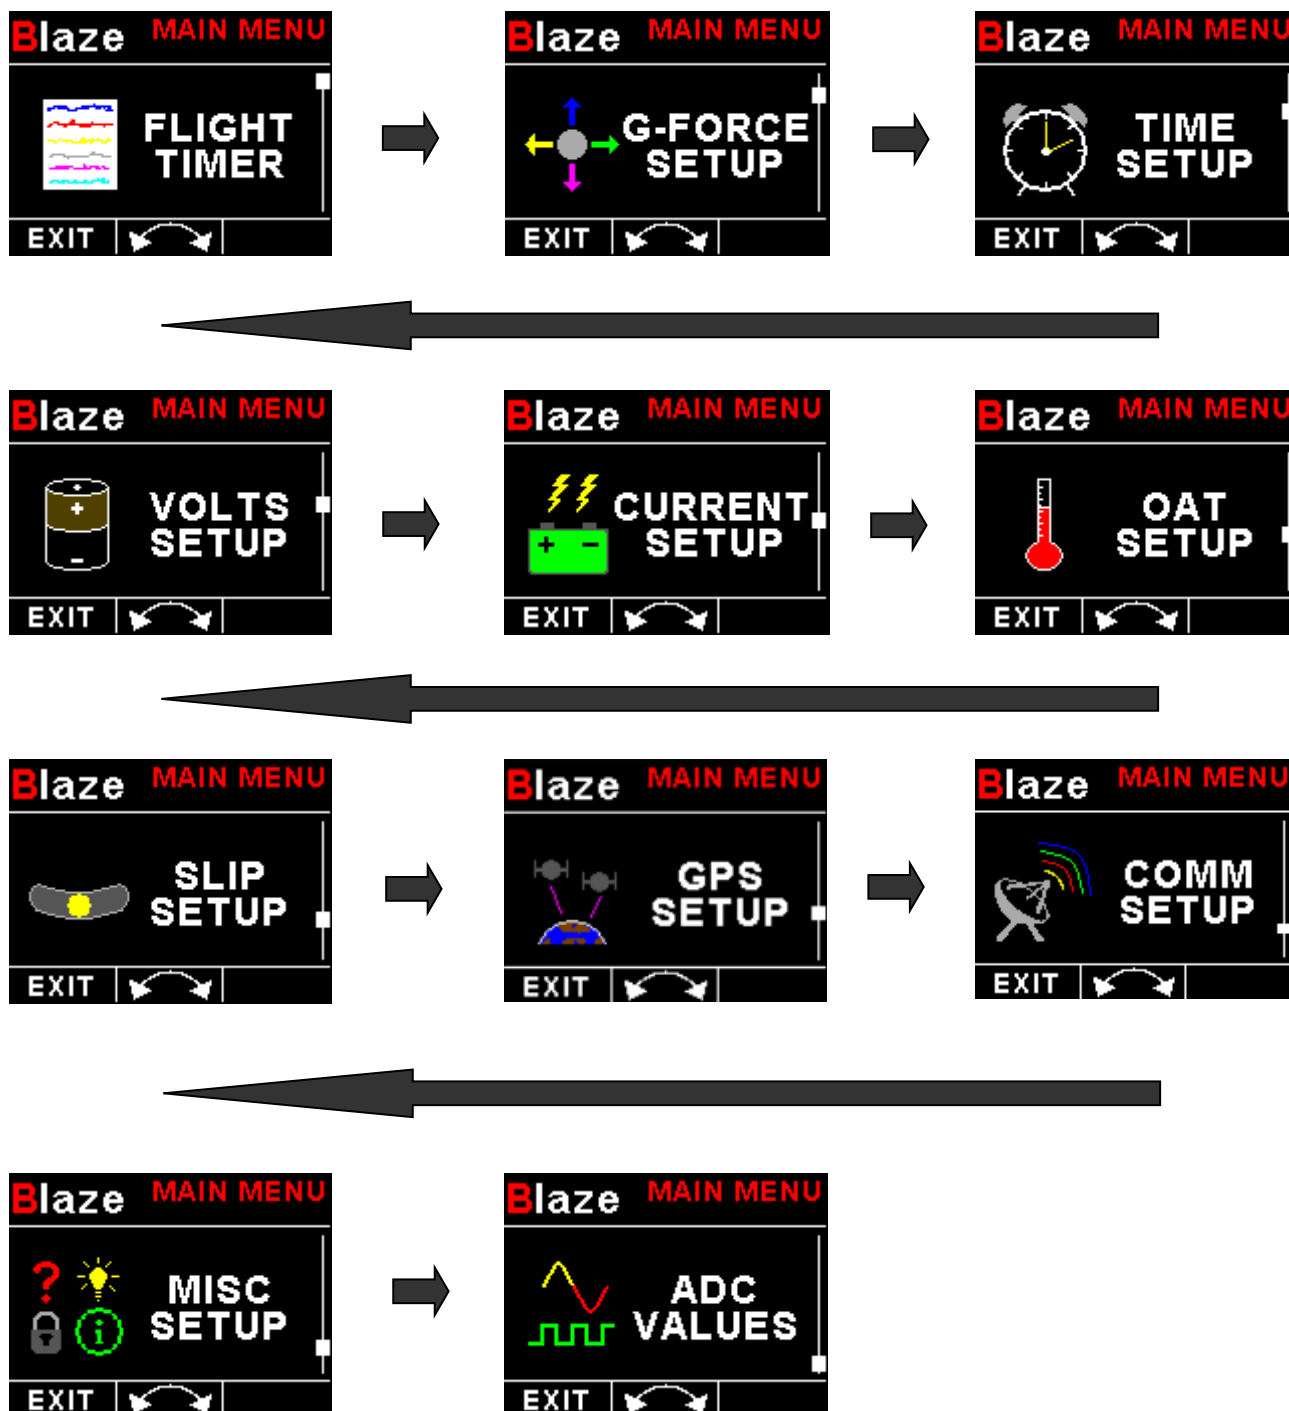 Blaze MAIN MENU
FLIGHT
TIMER
EXIT
Blaze MAIN MENU
G-FORCE
SETUP
EXIT
Blaze MAIN MENU
TIME
SETUP
EXIT
Blaze MAIN MENU
+
+
-
VOLTS
SETUP
EXIT
Blaze MAIN MENU
+ -
CURRENT
SETUP
EXIT
Blaze MAIN MENU
OAT
SETUP
EXIT
Blaze MAIN MENU
SLIP
SETUP
EXIT
Blaze MAIN MENU
GPS
SETUP
EXIT
Blaze MAIN MENU
COMM
SETUP
EXIT
Blaze MAIN MENU
?
i
MISC
SETUP
EXIT
Blaze MAIN MENU
ADC
VALUES
EXIT